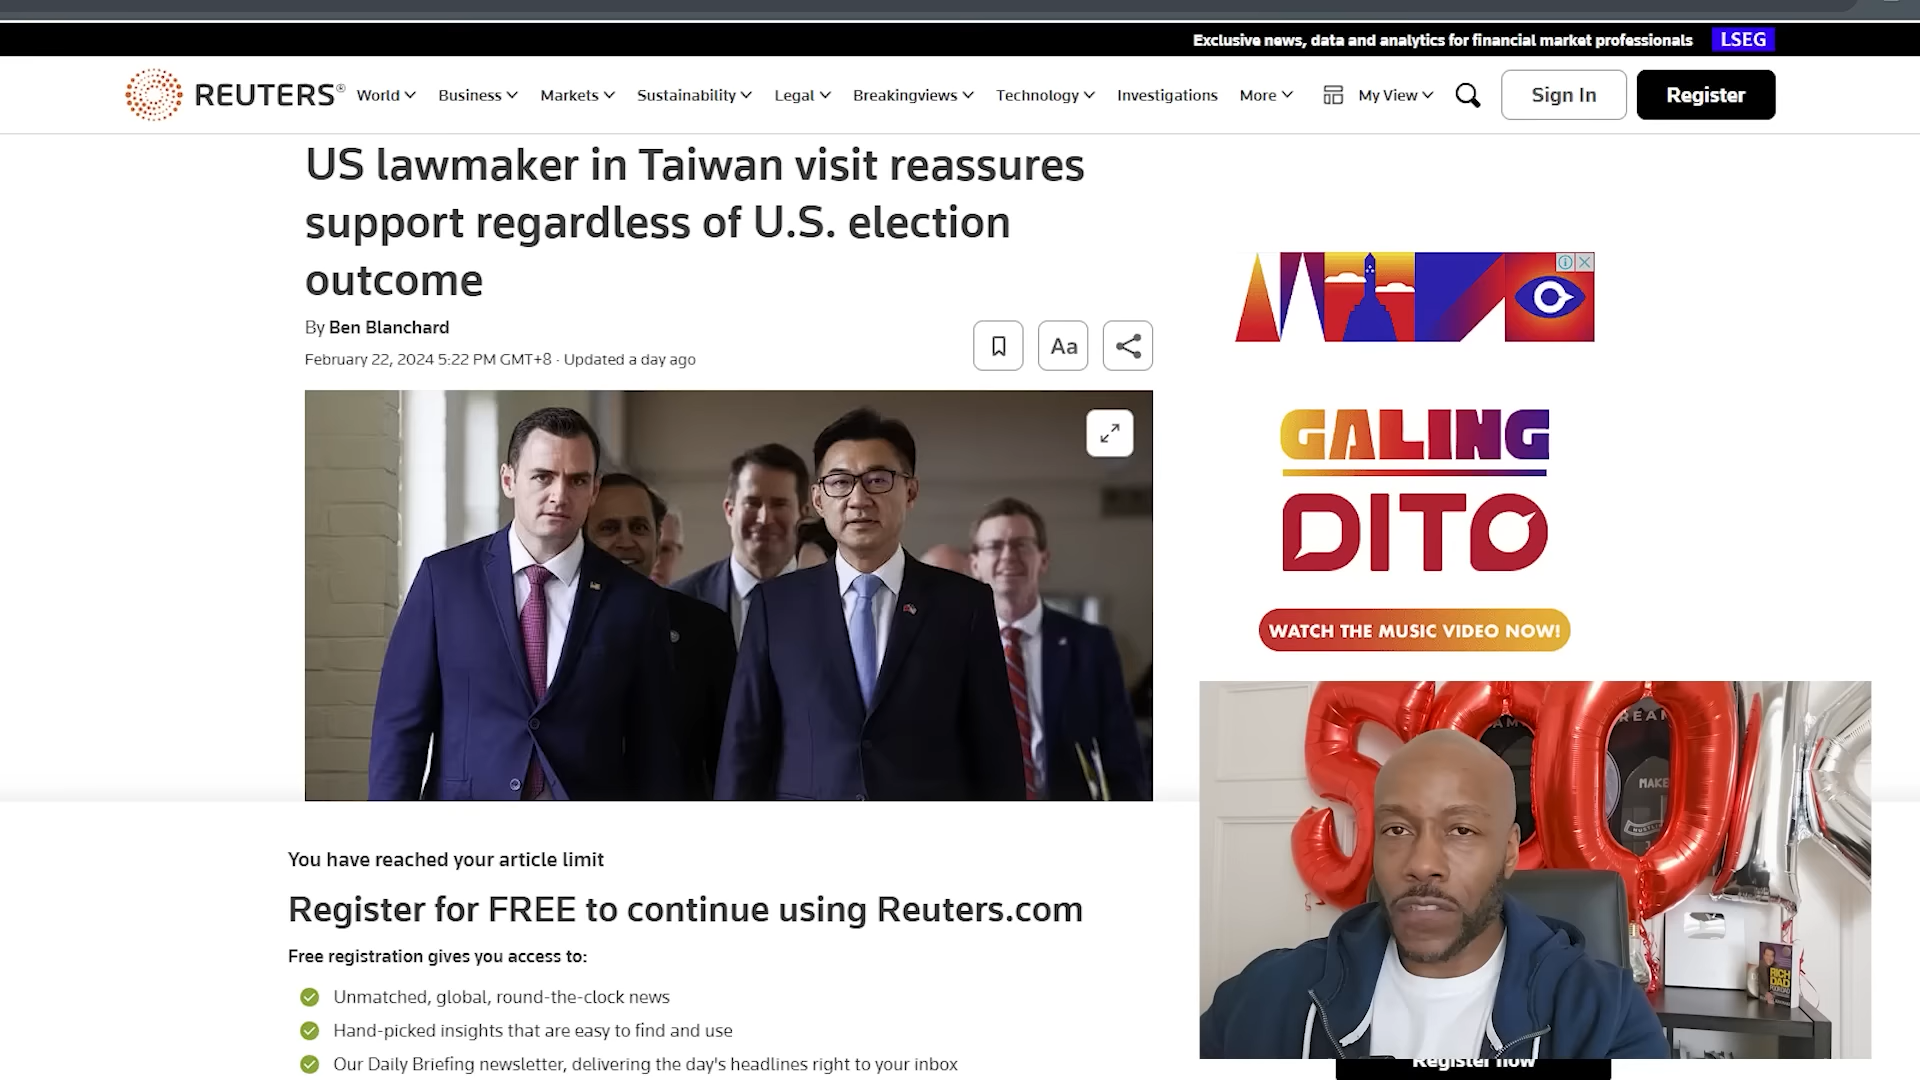 Exclusive news, data and analytics for financial market professionals LSEG
REUTERS® World Business Markets Sustainability Legal Breakingviews Technology Investigations More My View Sign In Register
US lawmaker in Taiwan visit reassures
support regardless of U.S. election
outcome
By Ben Blanchard
February 22, 2024 5:22 PM GMT+8 · Updated a day ago
Aa
GALING
DITO
WATCH THE MUSIC VIDEO NOW!
You have reached your article limit
Register for FREE to continue using Reuters.com
Free registration gives you access to:
Unmatched, global, round-the-clock news
Hand-picked insights that are easy to find and use
Our Daily Briefing newsletter, delivering the day's headlines right to your inbox
500K
MAKE
RICH
DAD
Register now